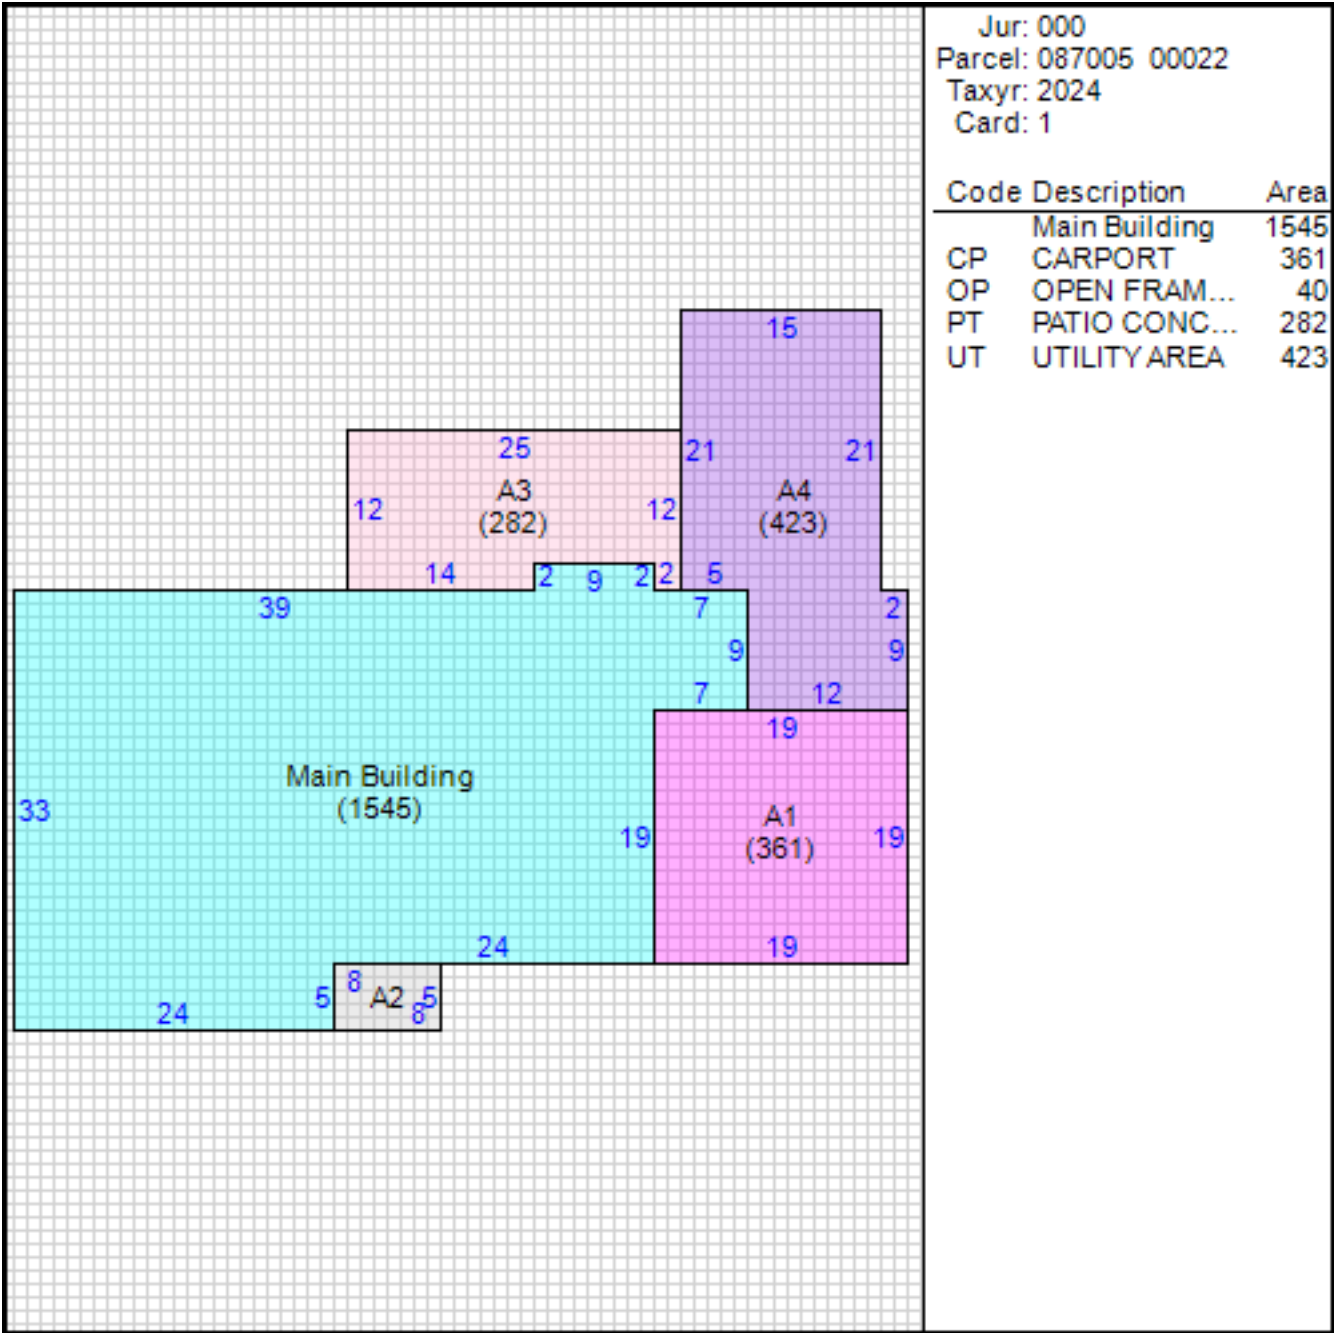 Jur: 000
Parcel: 087005 00022
Taxyr: 2024
Card: 1
Code Description Area
Main Building 1545
CP CARPORT 361
OP OPEN FRAM... 40
PT PATIO CONC... 282
UT UTILITY AREA 423
15
25
21
21
A3
(282)
A4
(423)
12
12
14
2
9
2
2
5
39
7
2
9
9
7
12
19
Main Building
(1545)
33
19
A1
(361)
19
24
19
8
5
A2
5
8
24